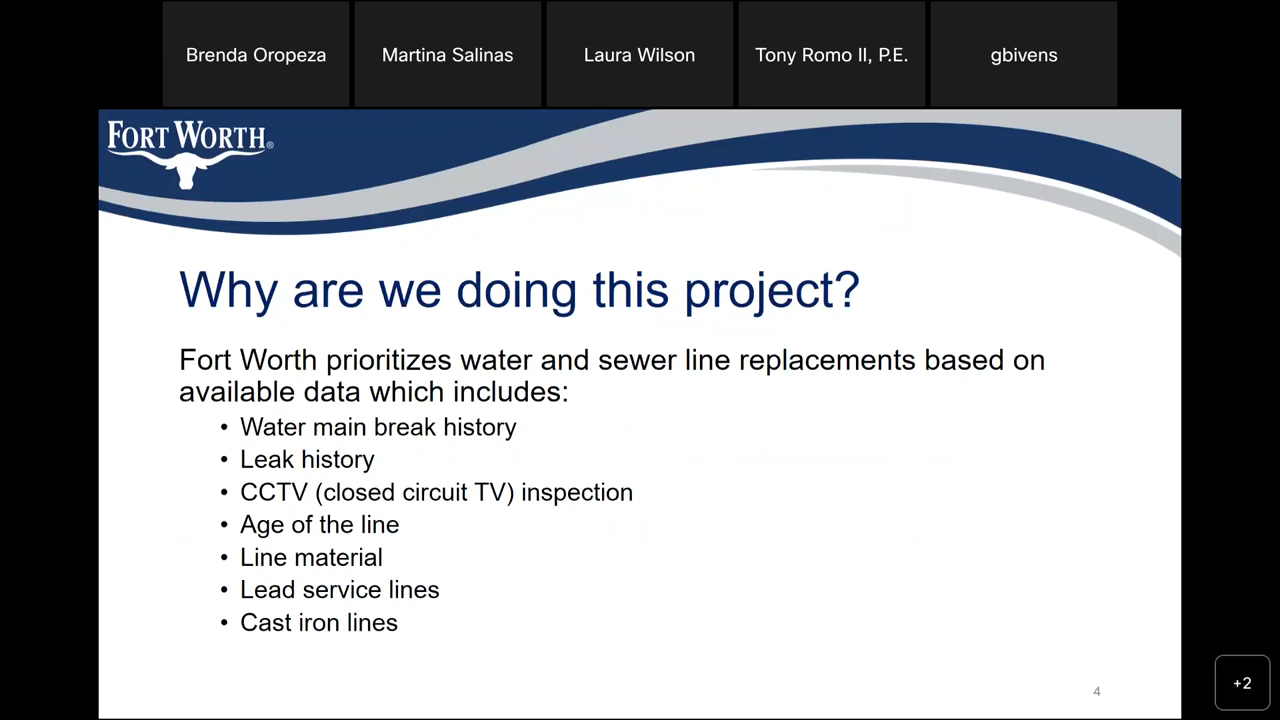 Brenda Oropeza
Martina Salinas
Laura Wilson
Tony Romo II, P.E.
gbivens
FORT WORTH®
Why are we doing this project?
Fort Worth prioritizes water and sewer line replacements based on
available data which includes:
• Water main break history
• Leak history
• CCTV (closed circuit TV) inspection
• Age of the line
• Line material
• Lead service lines
• Cast iron lines
4
+2